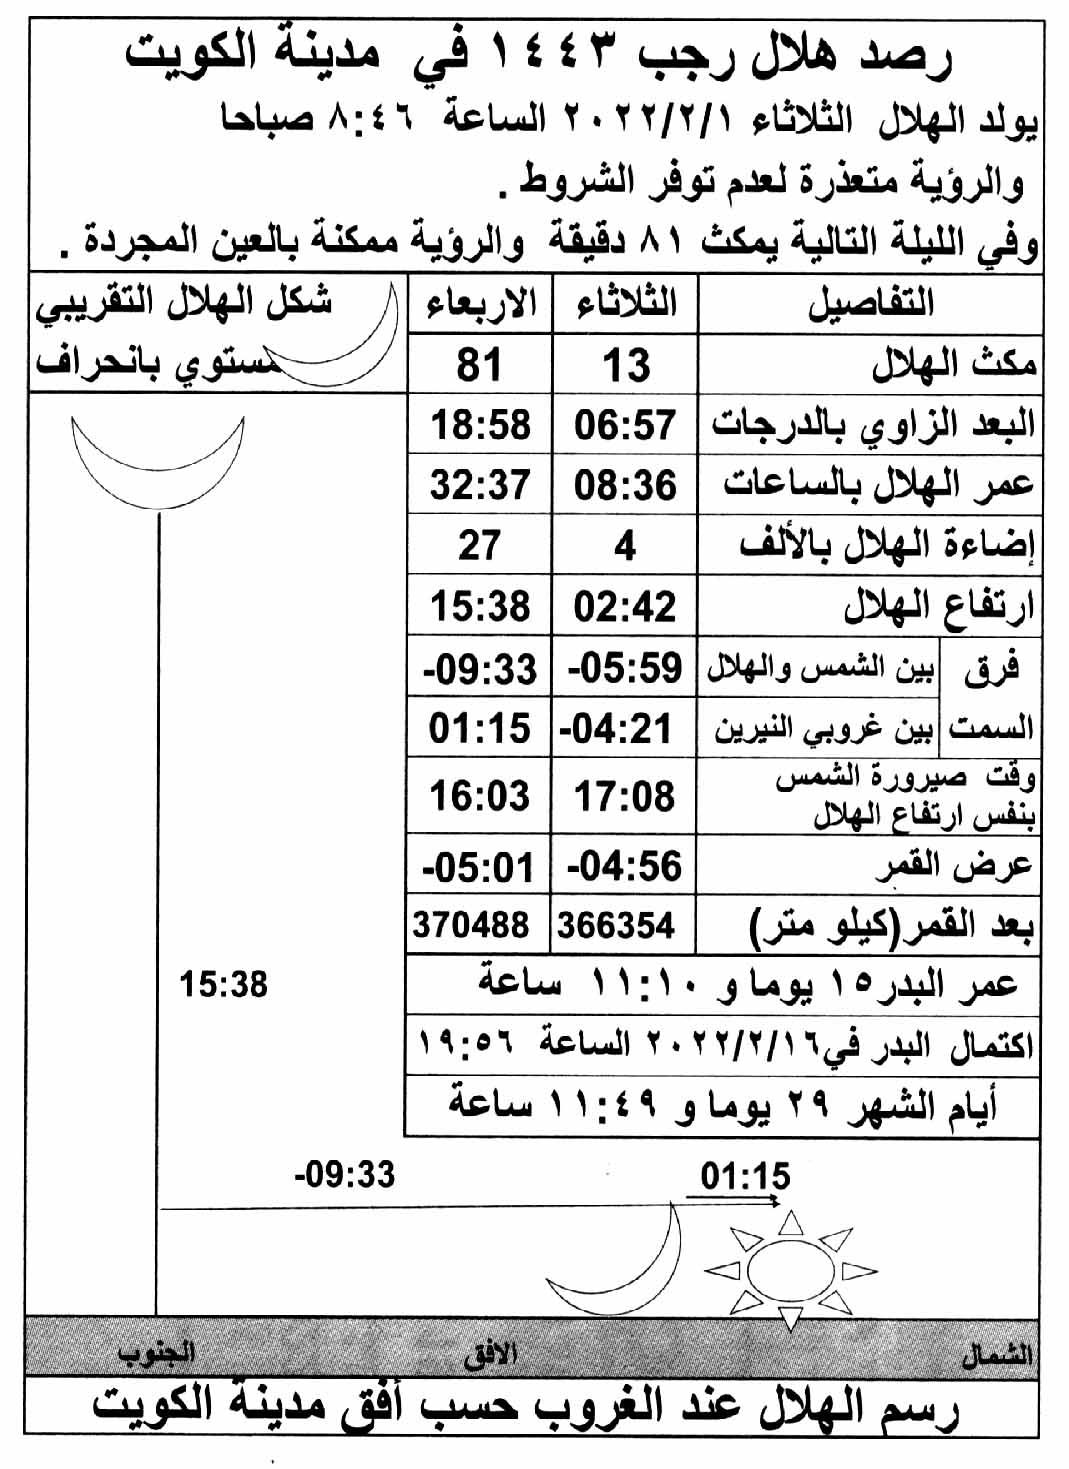 رصد هلال رجب ١٤٤٣ في مدينة الكويت
يولد الهلال الثلاثاء ٢٠٢٢/٢/١ الساعة ٨:٤٦ صباحا
والرؤية متعذرة لعدم توفر الشروط .
وفي الليلة التالية يمكث ٨١ دقيقة والرؤية ممكنة بالعين المجردة .
التفاصيل الثلاثاء الاربعاء شكل الهلال التقريبي
مكث الهلال 13 81 مستوي بانحراف
البعد الزاوي بالدرجات 06:57 18:58
عمر الهلال بالساعات 08:36 32:37
إضاءة الهلال بالألف 4 27
ارتفاع الهلال 02:42 15:38
فرق بين الشمس والهلال -05:59 -09:33
السمت بين غروبي النيرين -04:21 01:15
وقت صيرورة الشمس
بنفس ارتفاع الهلال 17:08 16:03
عرض القمر -04:56 -05:01
بعد القمر(كيلو متر) 366354 370488
عمر البدر١٥ يوما و ١١:١٠ ساعة
15:38
اكتمال البدر في٢٠٢٢/٢/١٦ الساعة ١٩:٥٦
أيام الشهر ٢٩ يوما و ١١:٤٩ ساعة
01:15 -09:33
الشمال الافق الجنوب
رسم الهلال عند الغروب حسب أفق مدينة الكويت